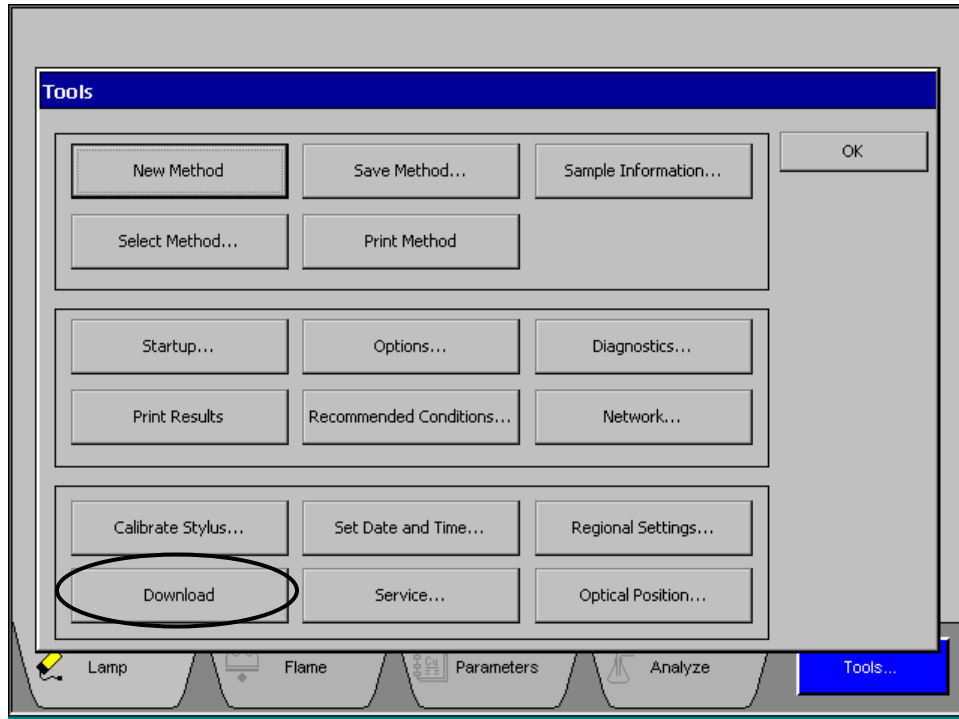 Tools
New Method Save Method... Sample Information... OK
Select Method... Print Method
Startup... Options... Diagnostics...
Print Results Recommended Conditions... Network...
Calibrate Stylus... Set Date and Time... Regional Settings...
Download Service... Optical Position...
Lamp Flame Cu Parameters Analyze Tools...